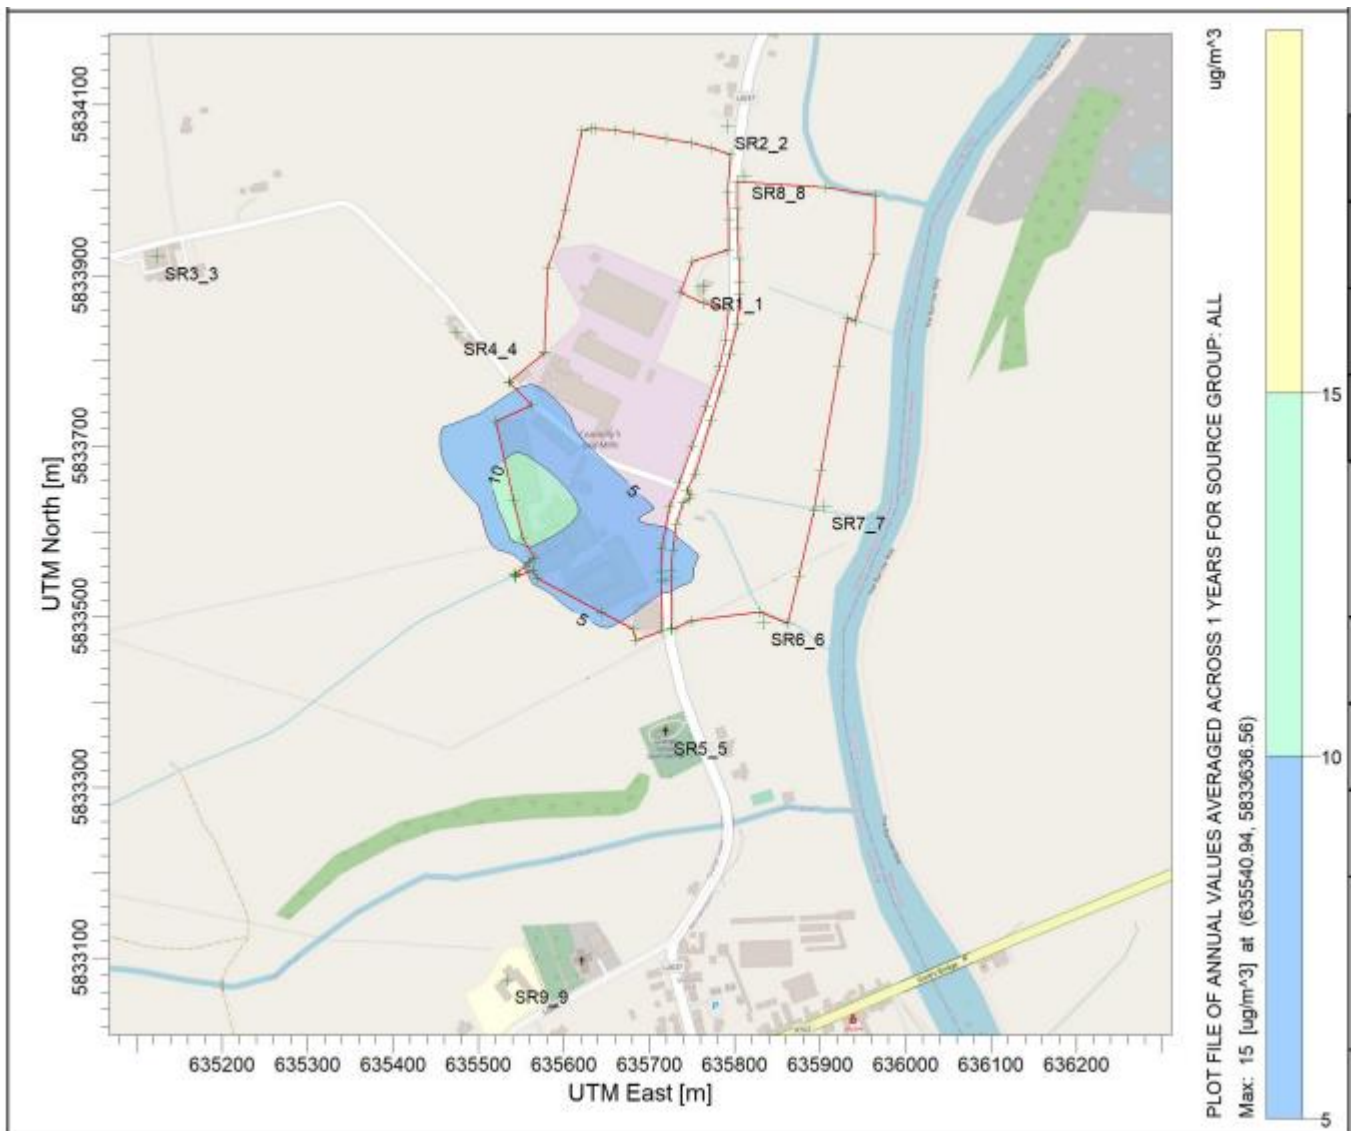 ug/m^3
PLOT FILE OF ANNUAL VALUES AVERAGED ACROSS 1 YEARS FOR SOURCE GROUP: ALL
Max: 15 [ug/m^3] at (635540.94, 5833636.56)
15
10
5
UTM North [m]
5834100
5833900
5833700
5833500
5833300
5833100
SR2_2
SR8_8
SR3_3
SR1_1
SR4_4
10
5
SR7_7
5
SR6_6
SR5_5
SR9_9
P
635200 635300 635400 635500 635600 635700 635800 635900 636000 636100 636200
UTM East [m]